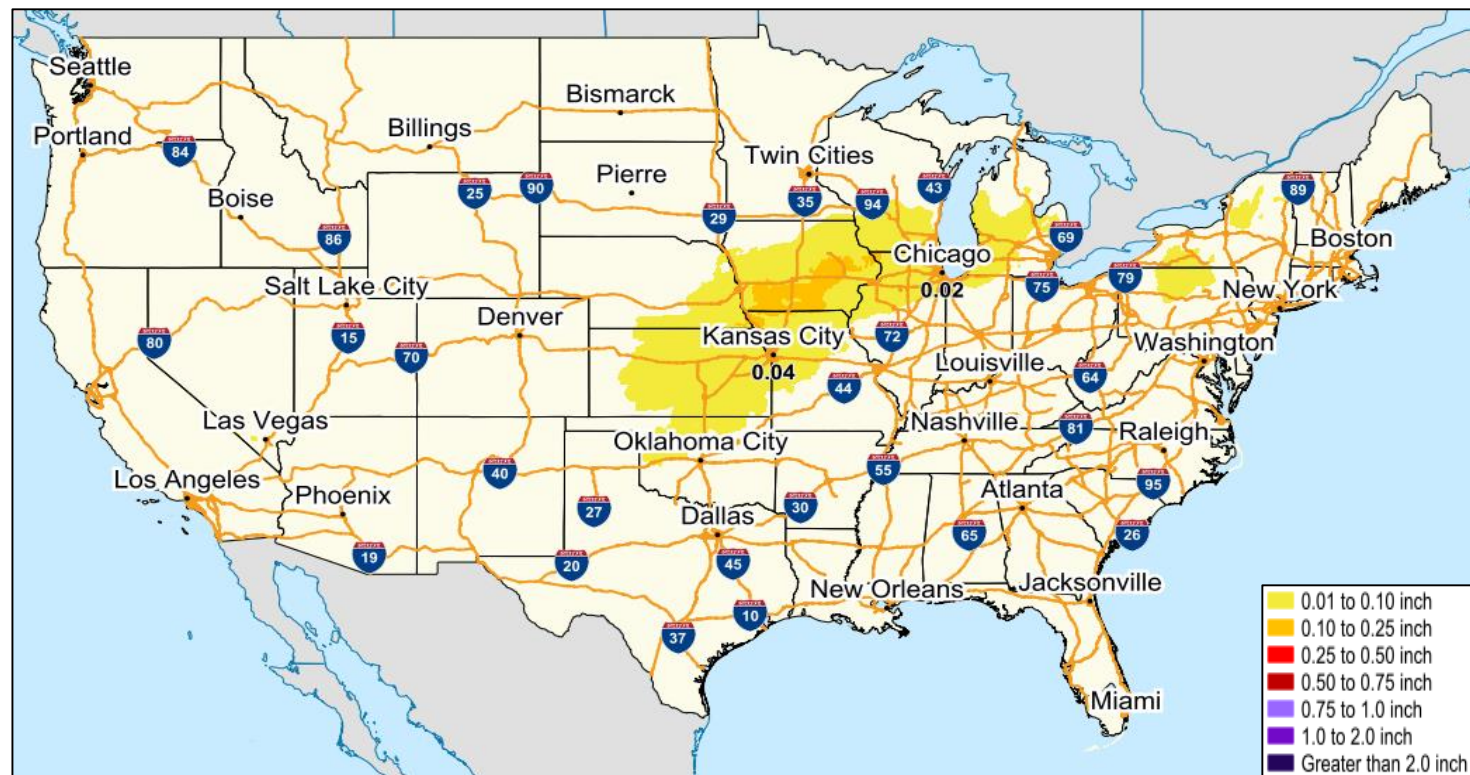 Seattle
Bismarck
Portland
Billings
84
Twin Cities
Pierre
25
90
35
94
43
89
Boise
29
69
Boston
86
Chicago
Salt Lake City
79
75
0.02
New York
Denver
15
80
70
Kansas City
72
Washington
0.04
Louisville
44
64
Las Vegas
Nashville
81
Raleigh
Oklahoma City
40
55
Los Angeles
95
Phoenix
Atlanta
27
30
Dallas
65
26
19
20
45
New Orleans
Jacksonville
10
37
Miami
0.01 to 0.10 inch
0.10 to 0.25 inch
0.25 to 0.50 inch
0.50 to 0.75 inch
0.75 to 1.0 inch
1.0 to 2.0 inch
Greater than 2.0 inch